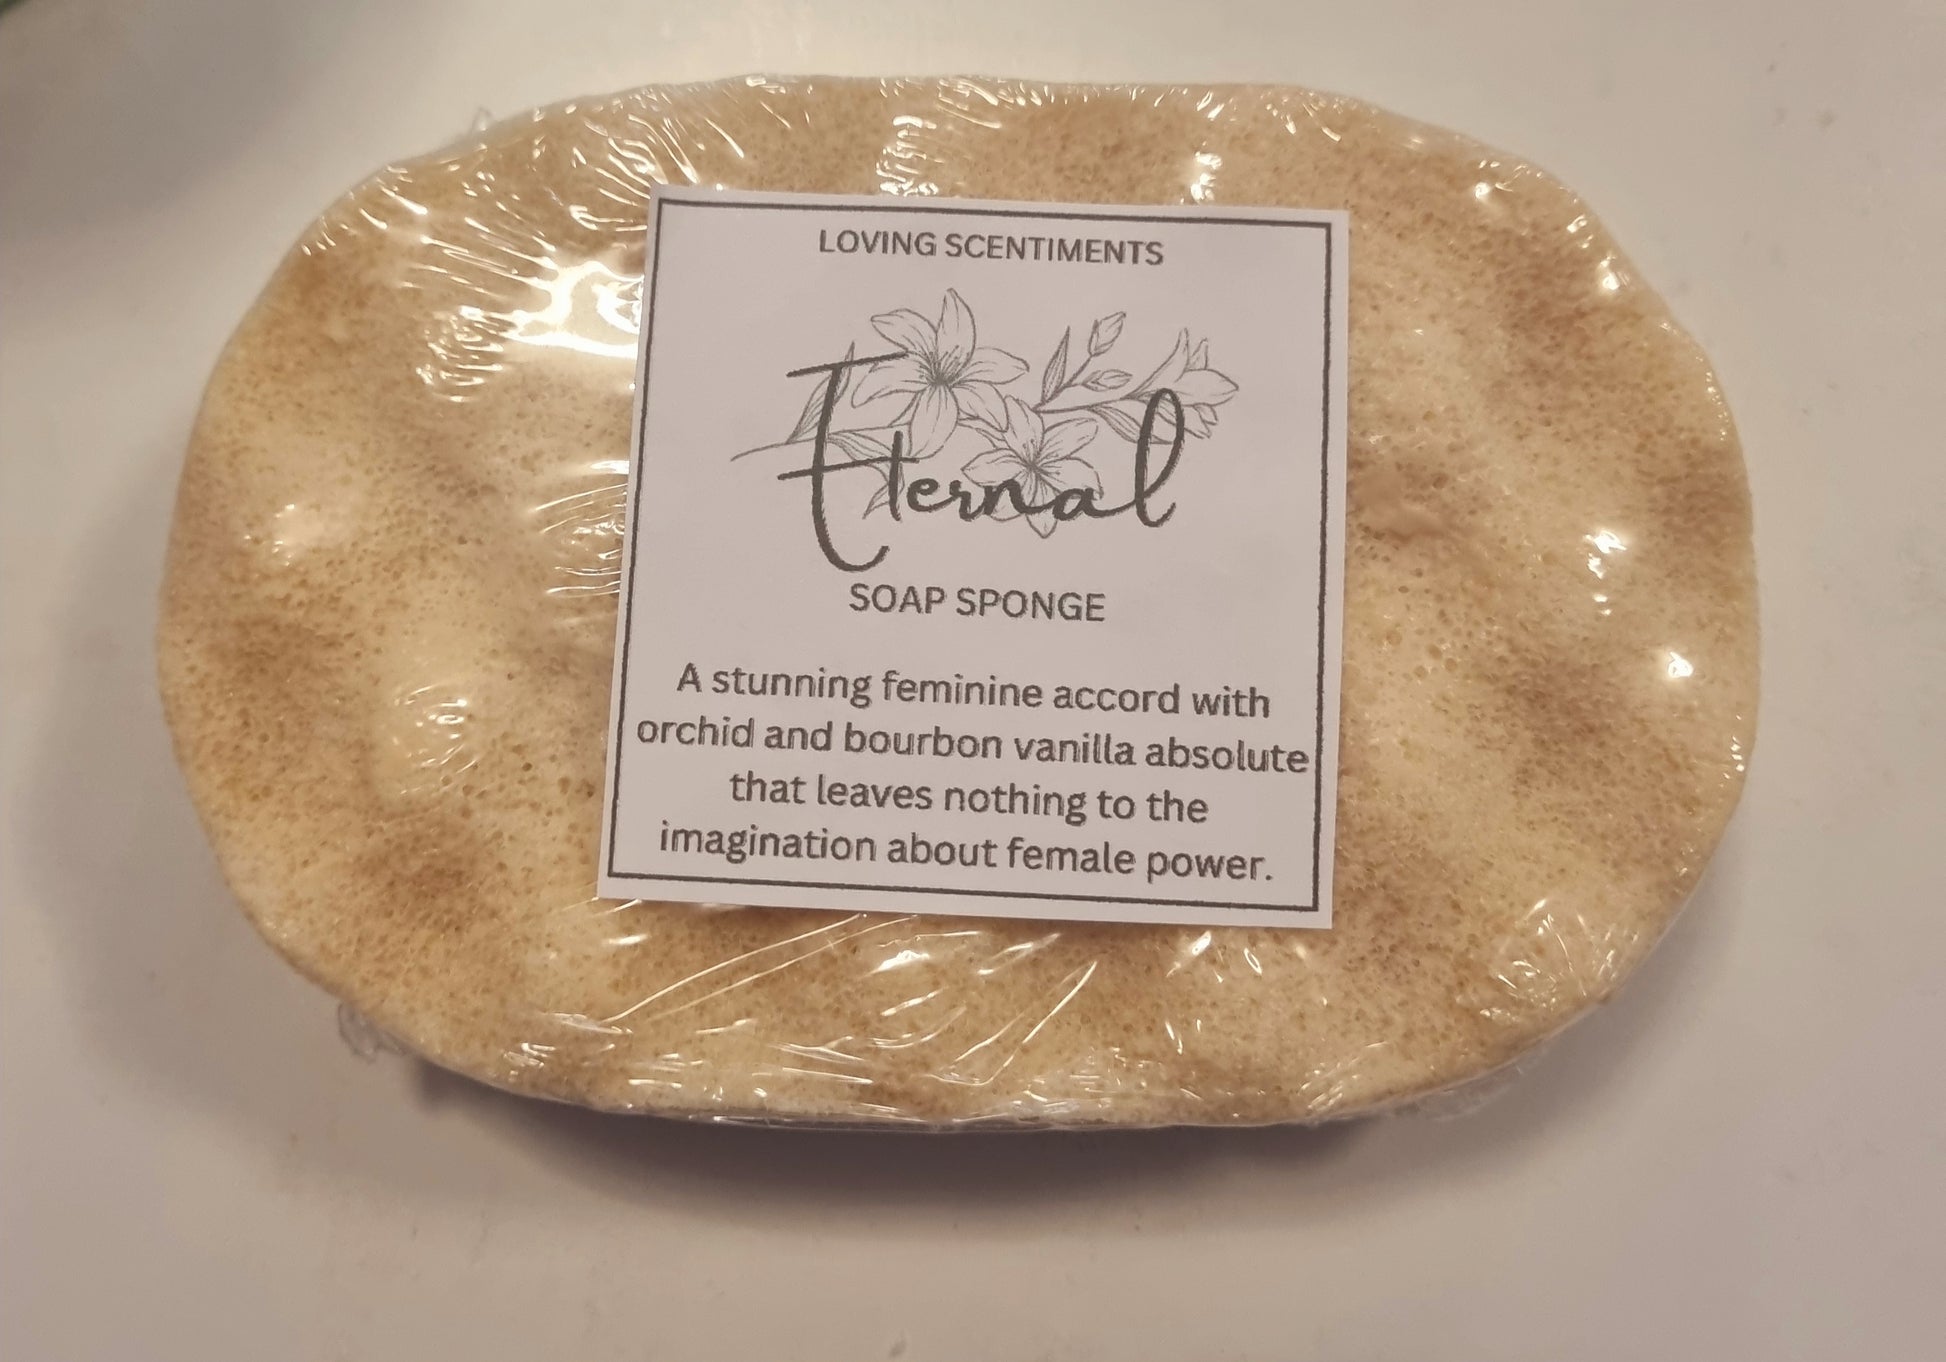 LOVING SCENTIMENTS
Eternal
SOAP SPONGE
A stunning feminine accord with
orchid and bourbon vanilla absolute
that leaves nothing to the
imagination about female power.